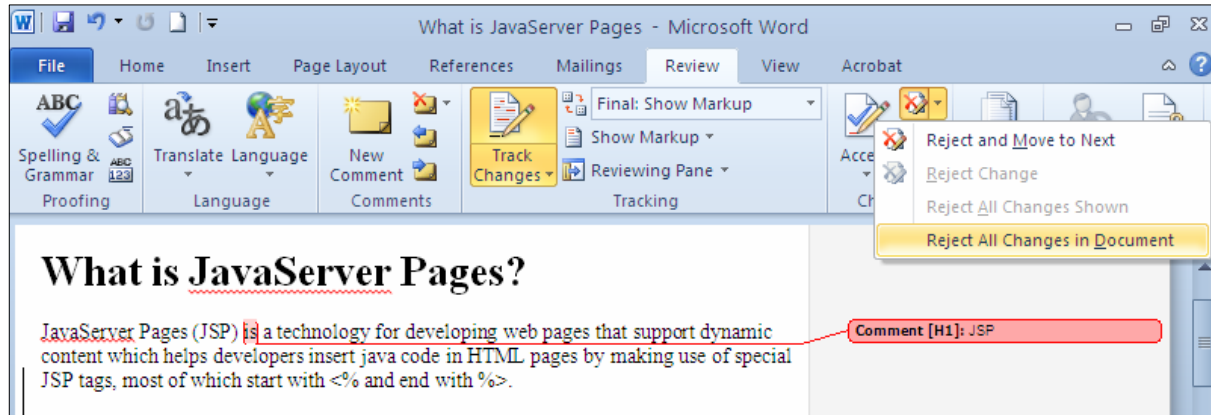 What is JavaServer Pages - Microsoft Word
File Home Insert Page Layout References Mailings Review View Acrobat
ABC
Spelling & Grammar
ABC 123
Proofing
Translate Language
Language
New Comment
Comments
Track Changes
Final: Show Markup
Show Markup
Reviewing Pane
Tracking
Reject and Move to Next
Reject Change
Reject All Changes Shown
Reject All Changes in Document
What is JavaServer Pages?
JavaServer Pages (JSP) is a technology for developing web pages that support dynamic
content which helps developers insert java code in HTML pages by making use of special
JSP tags, most of which start with <% and end with %>.
Comment [H1]: JSP